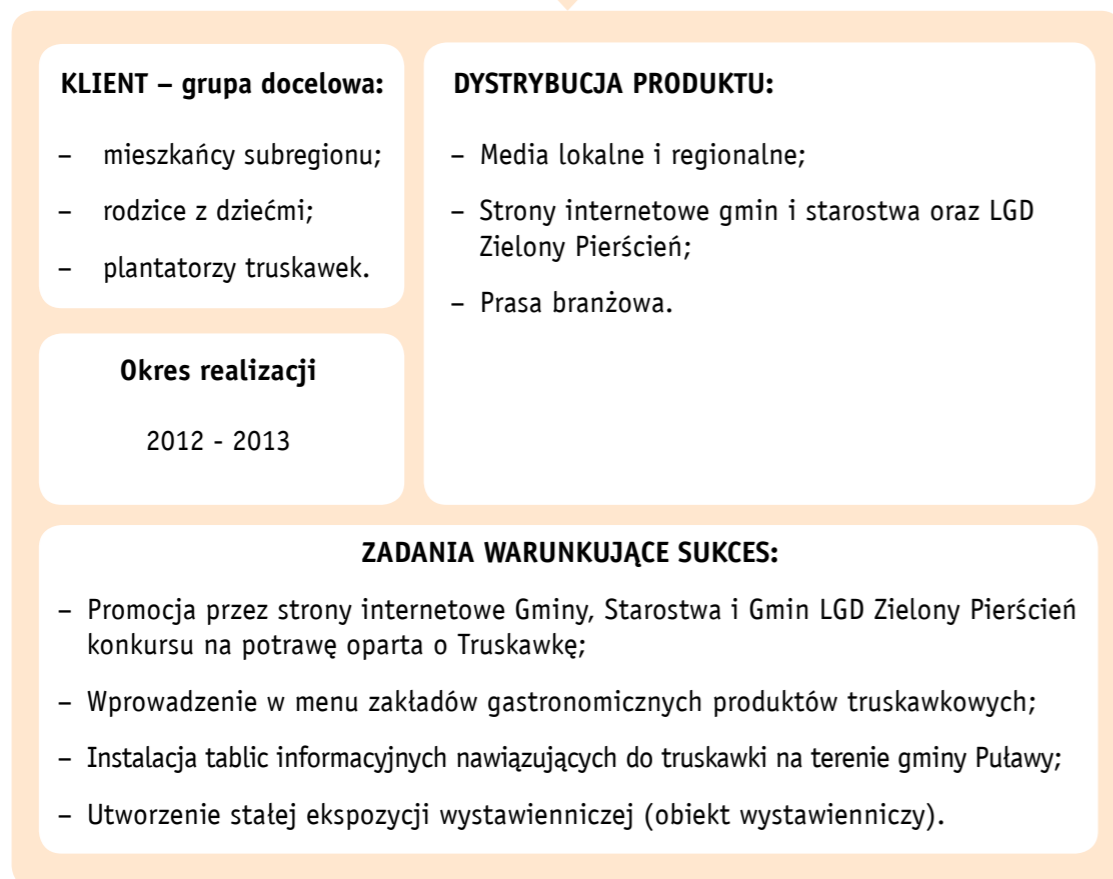 KLIENT – grupa docelowa:
– mieszkańcy subregionu;
– rodzice z dziećmi;
– plantatorzy truskawek.
Okres realizacji
2012 - 2013
DYSTRYBUCJA PRODUKTU:
– Media lokalne i regionalne;
– Strony internetowe gmin i starostwa oraz LGD
Zielony Pierścień;
– Prasa branżowa.
ZADANIA WARUNKUJĄCE SUKCES:
– Promocja przez strony internetowe Gminy, Starostwa i Gmin LGD Zielony Pierścień
konkursu na potrawę oparta o Truskawkę;
– Wprowadzenie w menu zakładów gastronomicznych produktów truskawkowych;
– Instalacja tablic informacyjnych nawiązujących do truskawki na terenie gminy Puławy;
– Utworzenie stałej ekspozycji wystawienniczej (obiekt wystawienniczy).